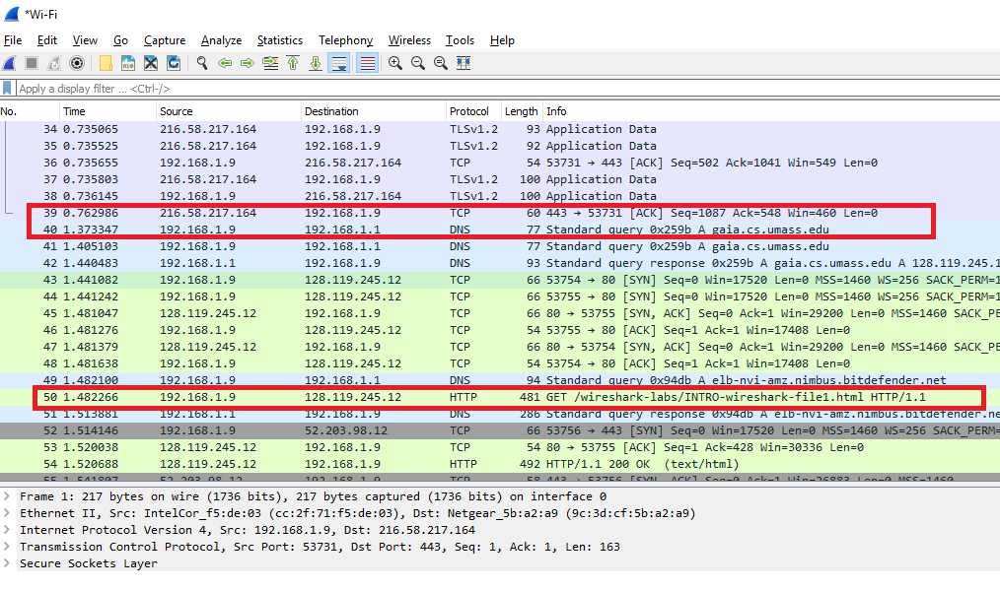 *Wi-Fi
File Edit View Go Capture Analyze Statistics Telephony Wireless Tools Help
Apply a display filter ... <Ctrl-/>
No. Time Source Destination Protocol Length Info
34 0.735065 216.58.217.164 192.168.1.9 TLSv1.2 93 Application Data
35 0.735525 216.58.217.164 192.168.1.9 TLSv1.2 92 Application Data
36 0.735655 192.168.1.9 216.58.217.164 TCP 54 53731 → 443 [ACK] Seq=502 Ack=1041 Win=549 Len=0
37 0.735803 216.58.217.164 192.168.1.9 TLSv1.2 100 Application Data
38 0.736145 192.168.1.9 216.58.217.164 TLSv1.2 100 Application Data
39 0.762986 216.58.217.164 192.168.1.9 TCP 60 443 → 53731 [ACK] Seq=1087 Ack=548 Win=460 Len=0
40 1.373347 192.168.1.9 192.168.1.1 DNS 77 Standard query 0x259b A gaia.cs.umass.edu
41 1.405103 192.168.1.9 192.168.1.1 DNS 77 Standard query 0x259b A gaia.cs.umass.edu
42 1.440483 192.168.1.1 192.168.1.9 DNS 93 Standard query response 0x259b A gaia.cs.umass.edu A 128.119.245.1
43 1.441082 192.168.1.9 128.119.245.12 TCP 66 53754 → 80 [SYN] Seq=0 Win=17520 Len=0 MSS=1460 WS=256 SACK_PERM=1
44 1.441242 192.168.1.9 128.119.245.12 TCP 66 53755 → 80 [SYN] Seq=0 Win=17520 Len=0 MSS=1460 WS=256 SACK_PERM=1
45 1.481047 128.119.245.12 192.168.1.9 TCP 66 80 → 53755 [SYN, ACK] Seq=0 Ack=1 Win=29200 Len=0 MSS=1460 SACK_PE
46 1.481276 192.168.1.9 128.119.245.12 TCP 54 53755 → 80 [ACK] Seq=1 Ack=1 Win=17408 Len=0
47 1.481379 128.119.245.12 192.168.1.9 TCP 66 80 → 53754 [SYN, ACK] Seq=0 Ack=1 Win=29200 Len=0 MSS=1460 SACK_PE
48 1.481638 192.168.1.9 128.119.245.12 TCP 54 53754 → 80 [ACK] Seq=1 Ack=1 Win=17408 Len=0
49 1.482100 192.168.1.9 192.168.1.1 DNS 94 Standard query 0x94db A elb-nvi-amz.nimbus.bitdefender.net
50 1.482266 192.168.1.9 128.119.245.12 HTTP 481 GET /wireshark-labs/INTRO-wireshark-file1.html HTTP/1.1
51 1.513881 192.168.1.1 192.168.1.9 DNS 286 Standard query response 0x94db A elb-nvi-amz.nimbus.bitdefender.ne
52 1.514146 192.168.1.9 52.203.98.12 TCP 66 53756 → 443 [SYN] Seq=0 Win=17520 Len=0 MSS=1460 WS=256 SACK_PERM=
53 1.520038 128.119.245.12 192.168.1.9 TCP 54 80 → 53755 [ACK] Seq=1 Ack=428 Win=30336 Len=0
54 1.520688 128.119.245.12 192.168.1.9 HTTP 492 HTTP/1.1 200 OK (text/html)
55 1.541807 52.203.98.12 192.168.1.9 TCP 58 443 → 53756 [SYN, ACK] Seq=0 Ack=1 Win=26883 Len=0 MSS=1460
Frame 1: 217 bytes on wire (1736 bits), 217 bytes captured (1736 bits) on interface 0
Ethernet II, Src: IntelCor_f5:de:03 (cc:2f:71:f5:de:03), Dst: Netgear_5b:a2:a9 (9c:3d:cf:5b:a2:a9)
Internet Protocol Version 4, Src: 192.168.1.9, Dst: 216.58.217.164
Transmission Control Protocol, Src Port: 53731, Dst Port: 443, Seq: 1, Ack: 1, Len: 163
Secure Sockets Layer